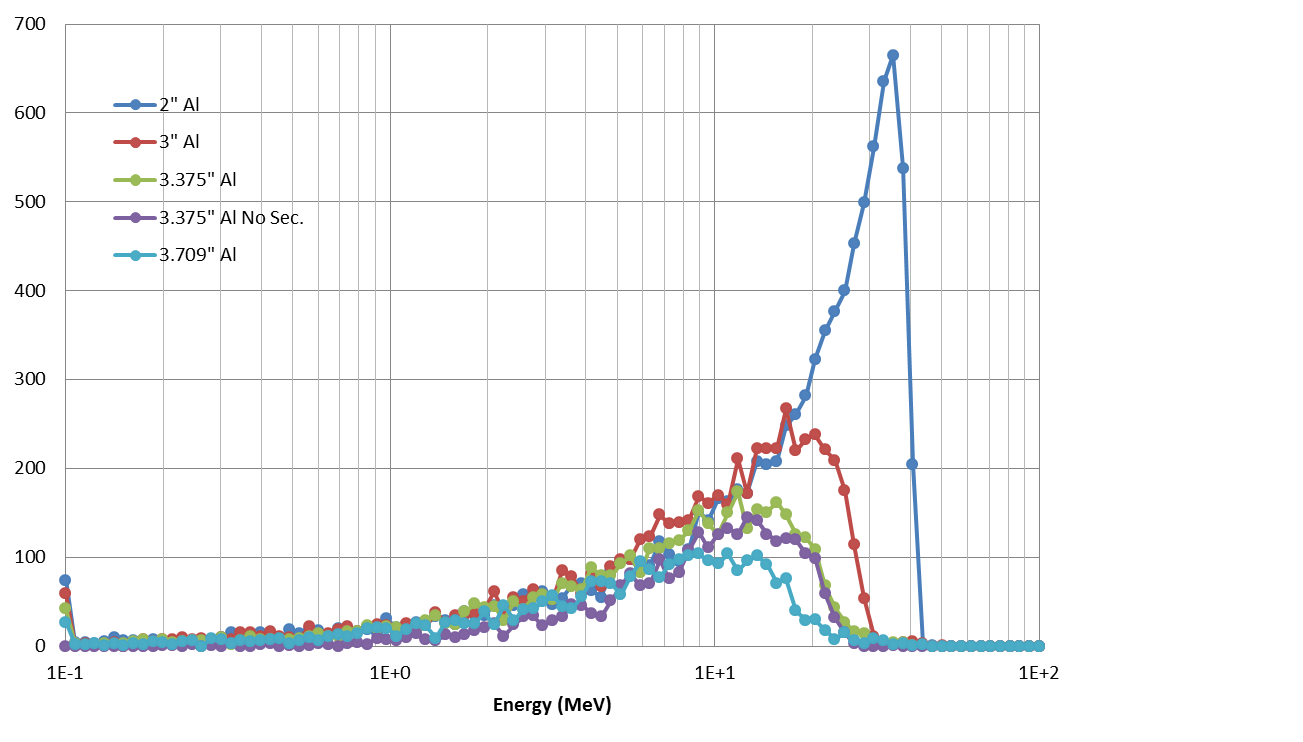 700
600
500
400
300
200
100
0
2" Al
3" Al
3.375" Al
3.375" Al No Sec.
3.709" Al
1E-1 1E+0 1E+1 1E+2
Energy (MeV)